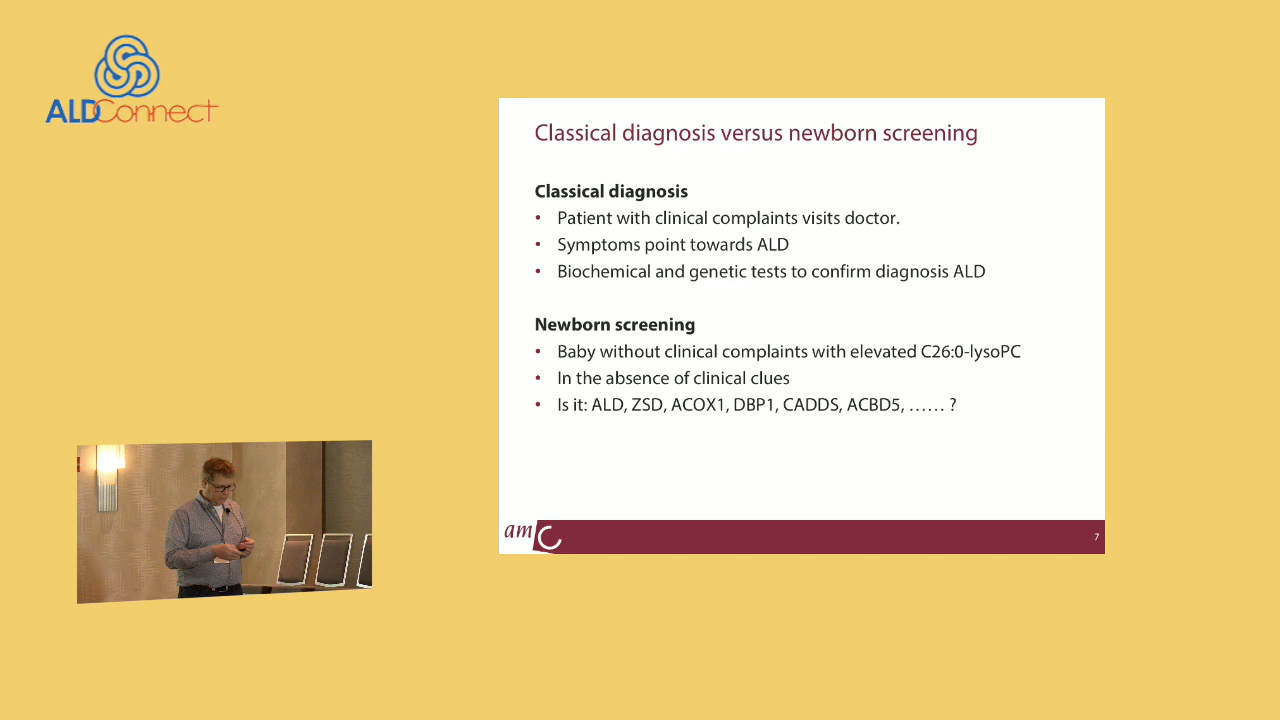 ALDConnect
Classical diagnosis versus newborn screening
Classical diagnosis
• Patient with clinical complaints visits doctor.
• Symptoms point towards ALD
• Biochemical and genetic tests to confirm diagnosis ALD
Newborn screening
• Baby without clinical complaints with elevated C26:0-lysoPC
• In the absence of clinical clues
• Is it: ALD, ZSD, ACOX1, DBP1, CADDS, ACBD5, …… ?
amc
7